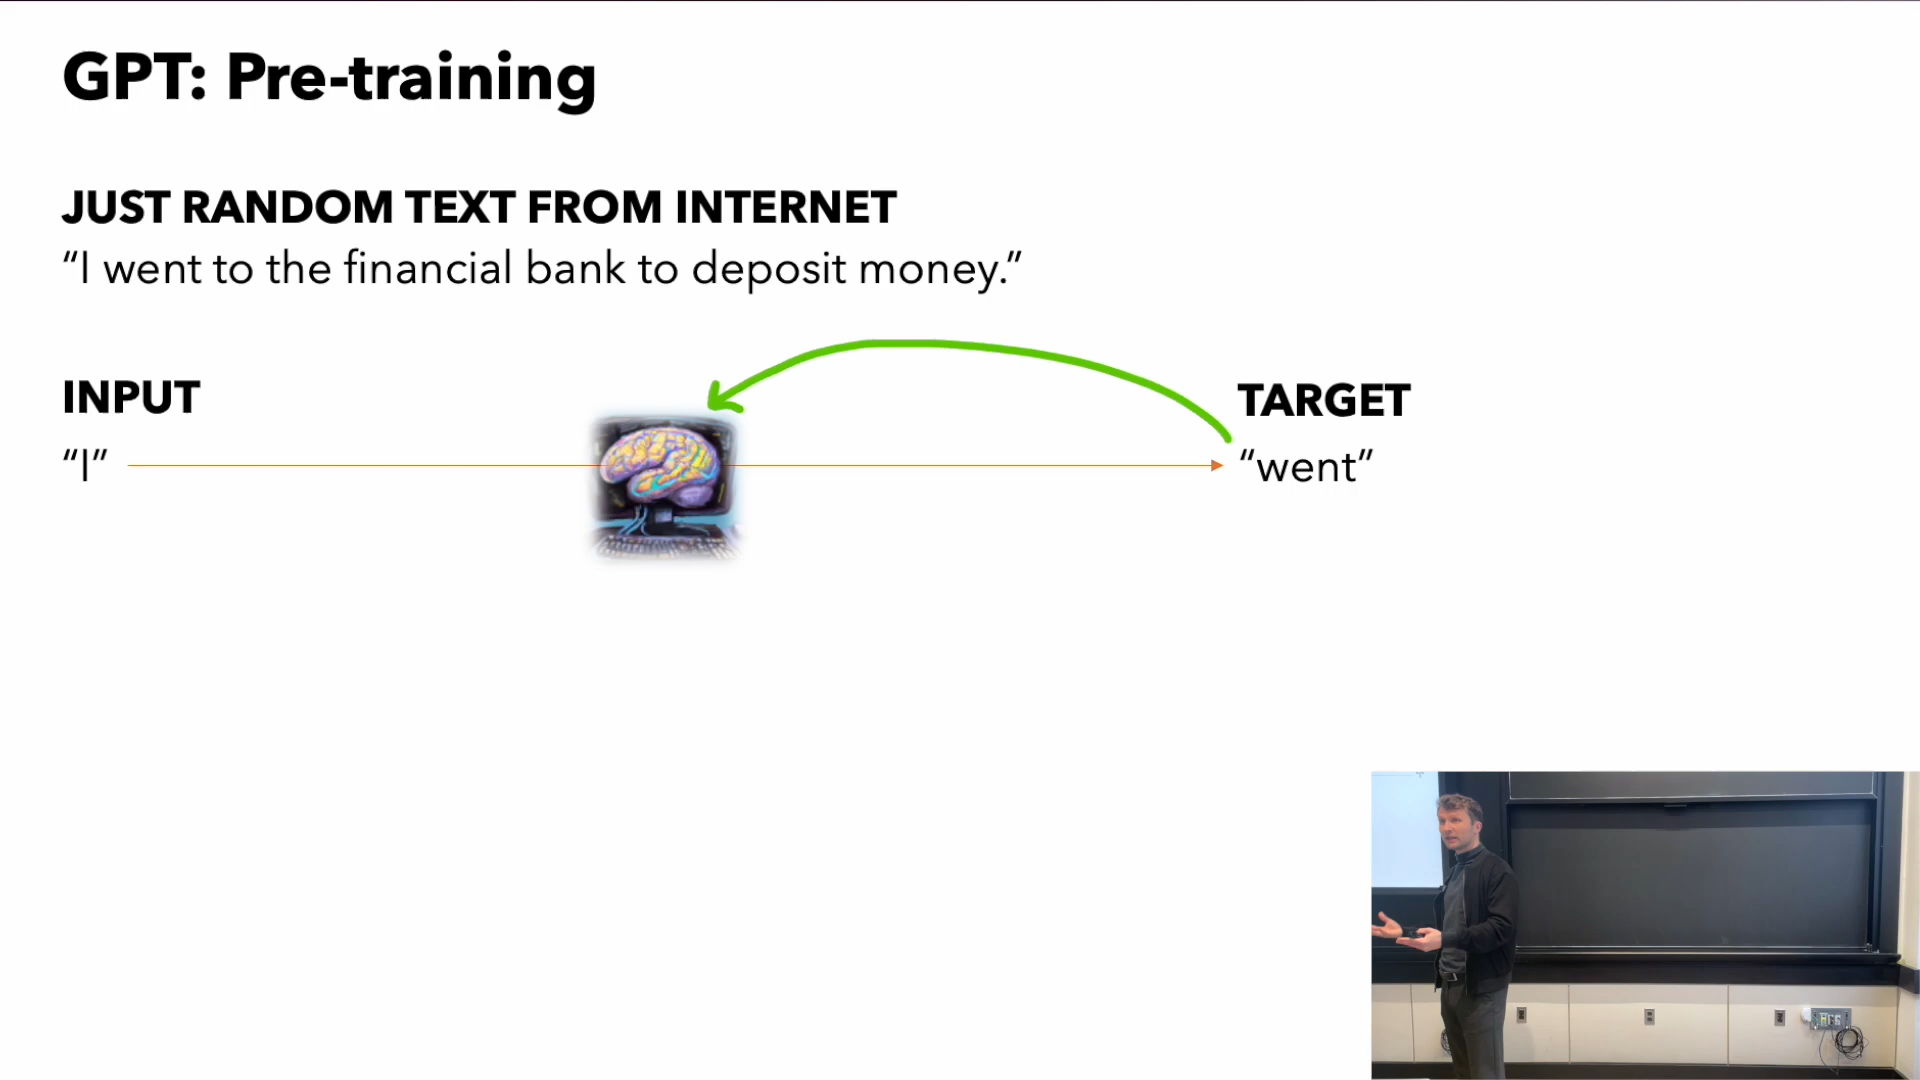 GPT: Pre-training
JUST RANDOM TEXT FROM INTERNET
“I went to the financial bank to deposit money.”
INPUT
TARGET
“I”
“went”